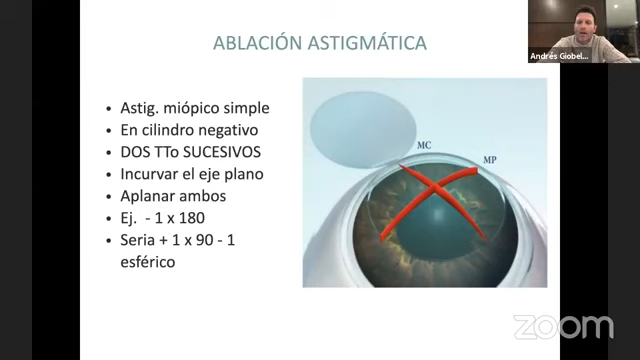 Andrés Giobel...
ABLACIÓN ASTIGMÁTICA
• Astig. miópico simple
• En cilindro negativo
• DOS TTo SUCESIVOS
• Incurvar el eje plano
• Aplanar ambos
• Ej.  - 1 x 180
• Seria + 1 x 90 - 1
esférico
MC
MP
zoom